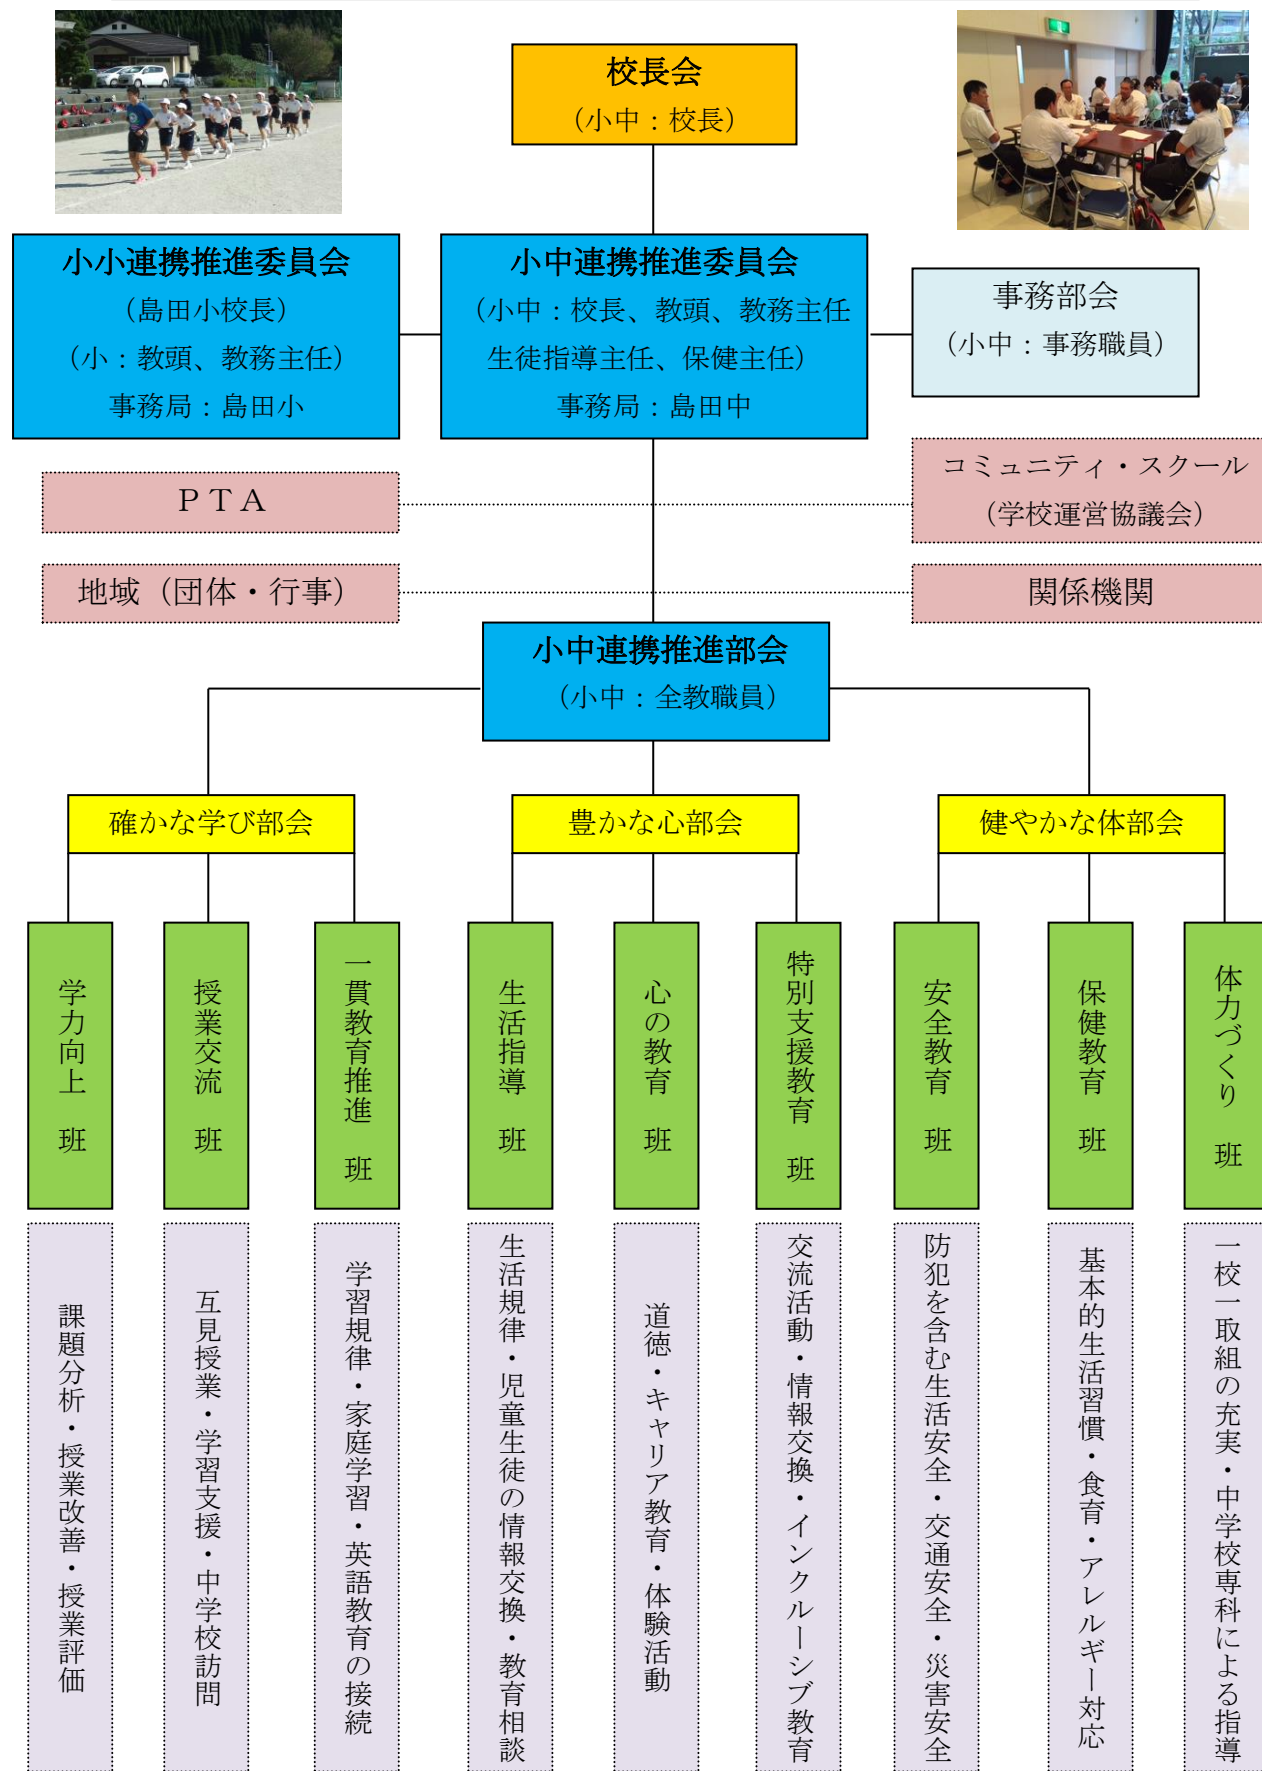 校長会
（小中：校長）
小小連携推進委員会
（島田小校長）
（小：教頭、教務主任）
事務局：島田小
小中連携推進委員会
（小中：校長、教頭、教務主任
生徒指導主任、保健主任）
事務局：島田中
事務部会
（小中：事務職員）
ＰＴＡ
コミュニティ・スクール
（学校運営協議会）
地域（団体・行事）
関係機関
小中連携推進部会
（小中：全教職員）
確かな学び部会
豊かな心部会
健やかな体部会
学力向上　班
授業交流　班
一貫教育推進　班
生活指導　班
心の教育　班
特別支援教育　班
安全教育　班
保健教育　班
体力づくり　班
課題分析・授業改善・授業評価
互見授業・学習支援・中学校訪問
学習規律・家庭学習・英語教育の接続
生活規律・児童生徒の情報交換・教育相談
道徳・キャリア教育・体験活動
交流活動・情報交換・インクルーシブ教育
防犯を含む生活安全・交通安全・災害安全
基本的生活習慣・食育・アレルギー対応
一校一取組の充実・中学校専科による指導